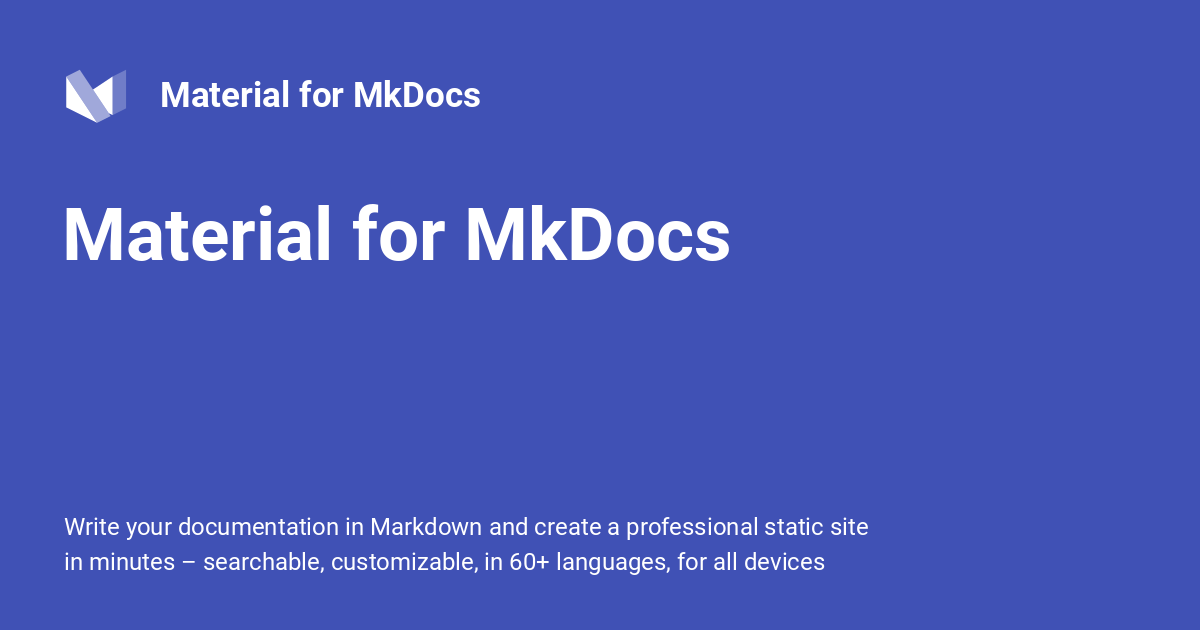 Material for MkDocs
Material for MkDocs
Write your documentation in Markdown and create a professional static site
in minutes – searchable, customizable, in 60+ languages, for all devices